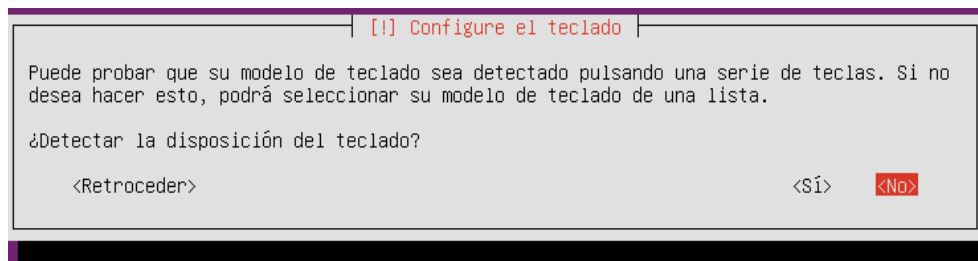 [!] Configure el teclado
Puede probar que su modelo de teclado sea detectado pulsando una serie de teclas. Si no
desea hacer esto, podrá seleccionar su modelo de teclado de una lista.
¿Detectar la disposición del teclado?
<Retroceder> <Sí> <No>